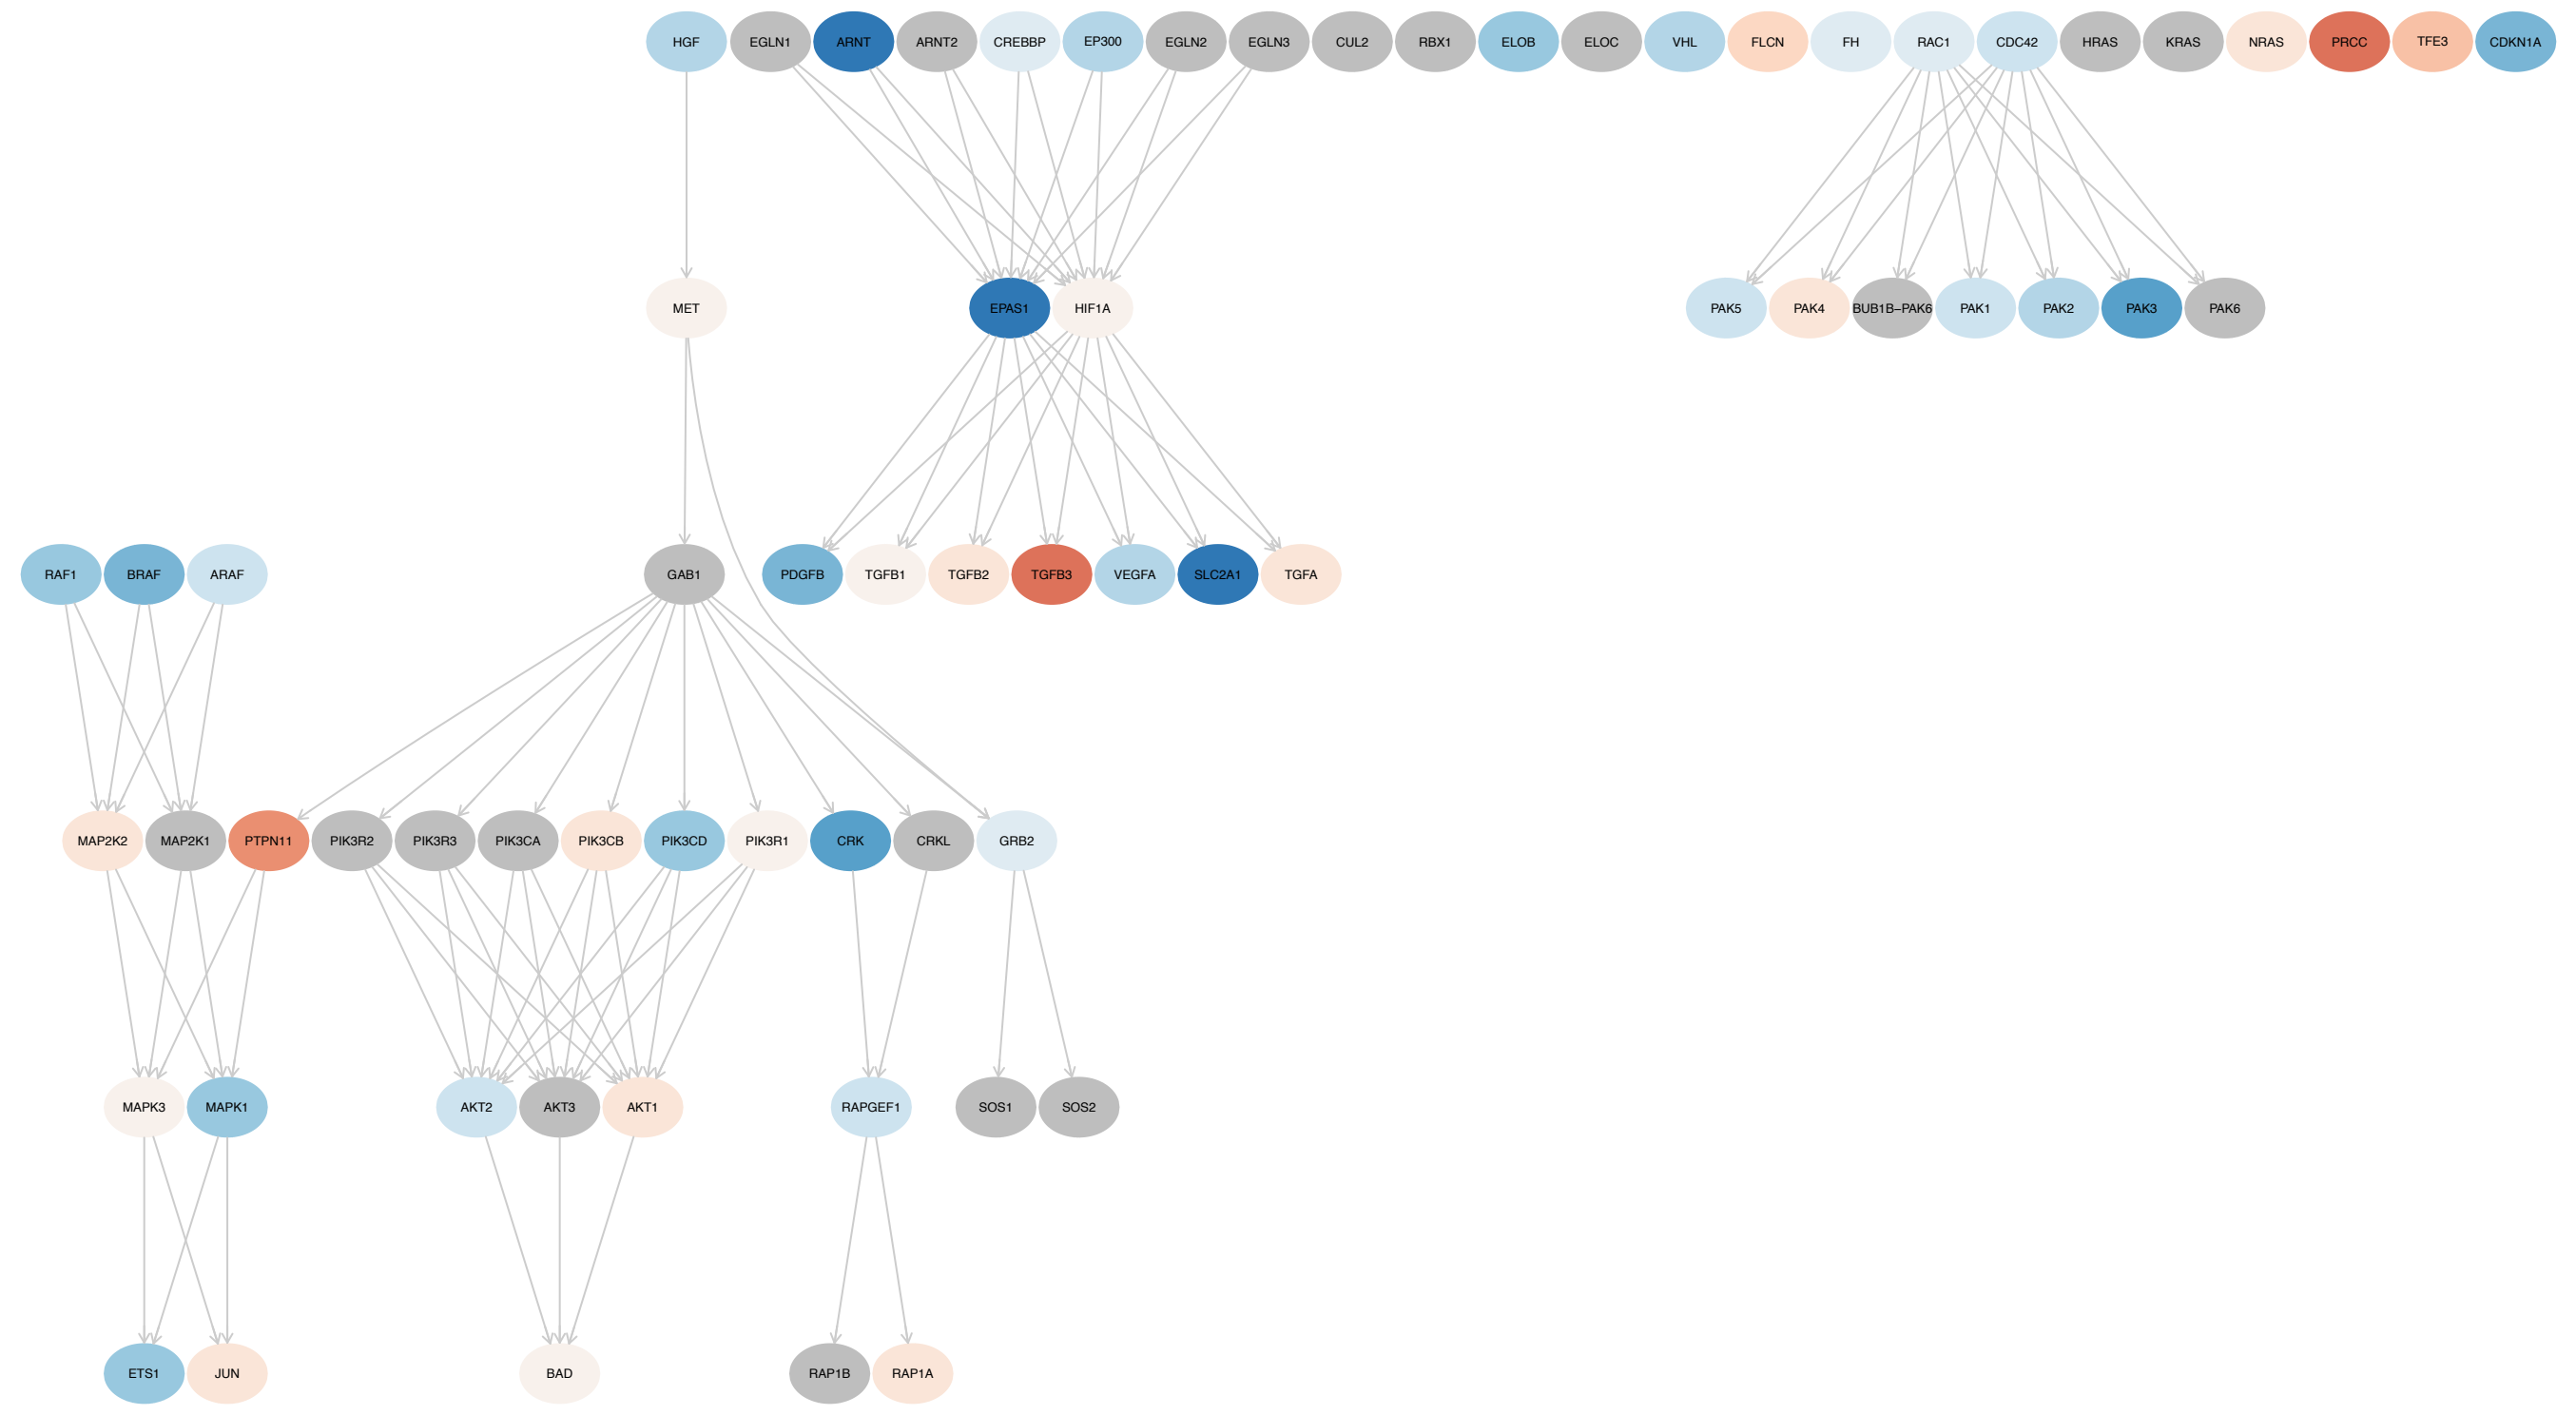 HGF EGLN1 ARNT ARNT2 CREBBP EP300 EGLN2 EGLN3 CUL2 RBX1 ELOB ELOC VHL FLCN FH RAC1 CDC42 HRAS KRAS NRAS PRCC TFE3 CDKN1A
MET EPAS1 HIF1A PAK5 PAK4 BUB1B−PAK6 PAK1 PAK2 PAK3 PAK6
RAF1 BRAF ARAF GAB1 PDGFB TGFB1 TGFB2 TGFB3 VEGFA SLC2A1 TGFA
MAP2K2 MAP2K1 PTPN11 PIK3R2 PIK3R3 PIK3CA PIK3CB PIK3CD PIK3R1 CRK CRKL GRB2
MAPK3 MAPK1 AKT2 AKT3 AKT1 RAPGEF1 SOS1 SOS2
ETS1 JUN BAD RAP1B RAP1A